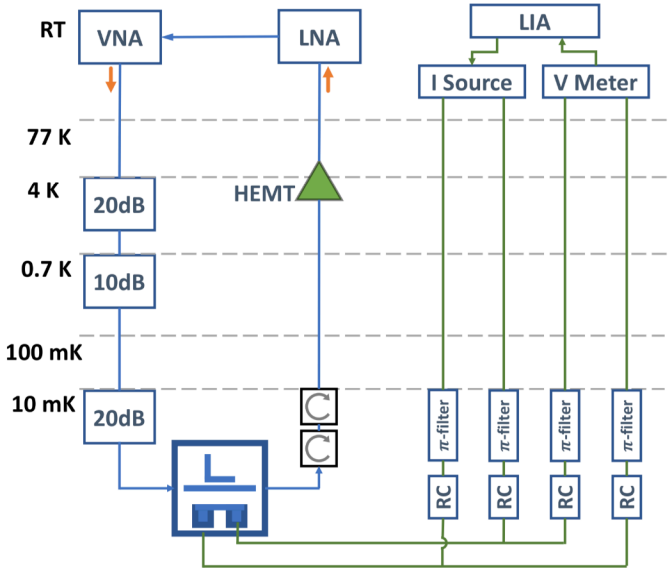 RT
VNA
LNA
LIA
I Source
V Meter
77 K
4 K
HEMT
20dB
0.7 K
10dB
100 mK
10 mK
20dB
π-filter
π-filter
π-filter
π-filter
RC
RC
RC
RC